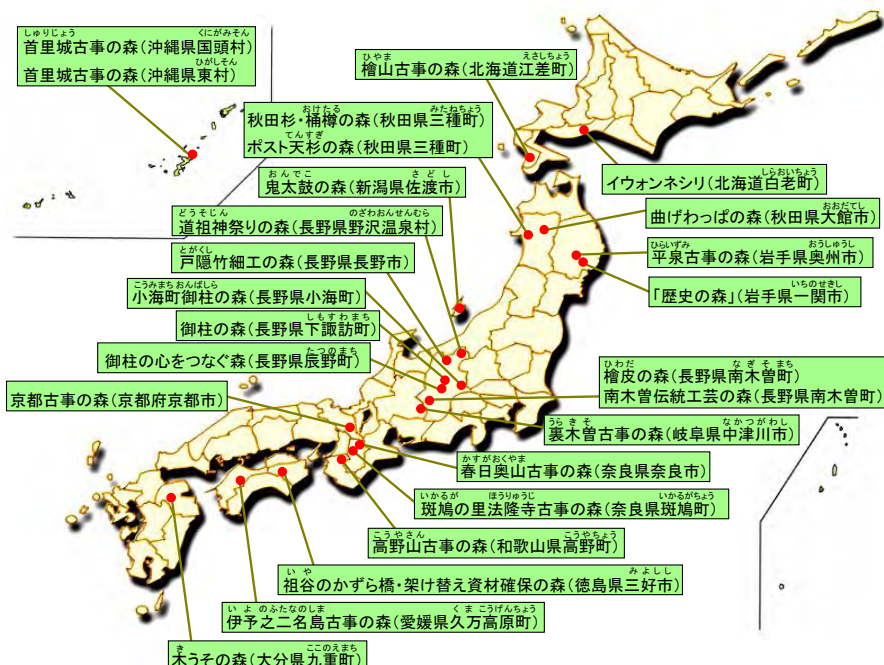 しゅりじょう くにがみそん
首里城古事の森(沖縄県国頭村)
ひがしそん
首里城古事の森(沖縄県東村)
ひやま えさしちょう
檜山古事の森(北海道江差町)
おけたる みたねちょう
秋田杉・桶樽の森(秋田県三種町)
てんすぎ
ポスト天杉の森(秋田県三種町)
しらおいちょう
イウォンネシリ(北海道白老町)
おんでこ さどし
鬼太鼓の森(新潟県佐渡市)
おおだてし
曲げわっぱの森(秋田県大館市)
どうそじん のざわおんせんむら
道祖神祭りの森(長野県野沢温泉村)
ひらいずみ おうしゅうし
平泉古事の森(岩手県奥州市)
とがくし
戸隠竹細工の森(長野県長野市)
いちのせきし
「歴史の森」(岩手県一関市)
こうみまちおんばしら
小海町御柱の森(長野県小海町)
しもすわまち
御柱の森(長野県下諏訪町)
たつのまち
御柱の心をつなぐ森(長野県辰野町)
ひわだ なぎそまち
檜皮の森(長野県南木曽町)
南木曽伝統工芸の森(長野県南木曽町)
京都古事の森(京都府京都市)
うらきそ なかつがわし
裏木曽古事の森(岐阜県中津川市)
かすがおくやま
春日奥山古事の森(奈良県奈良市)
いかるが ほうりゅうじ いかるがちょう
斑鳩の里法隆寺古事の森(奈良県斑鳩町)
こうやさん こうやちょう
高野山古事の森(和歌山県高野町)
いや みよしし
祖谷のかずら橋・架け替え資材確保の森(徳島県三好市)
いよのふたなのしま くまこうげんちょう
伊予之二名島古事の森(愛媛県久万高原町)
き ここのえまち
木うその森(大分県九重町)